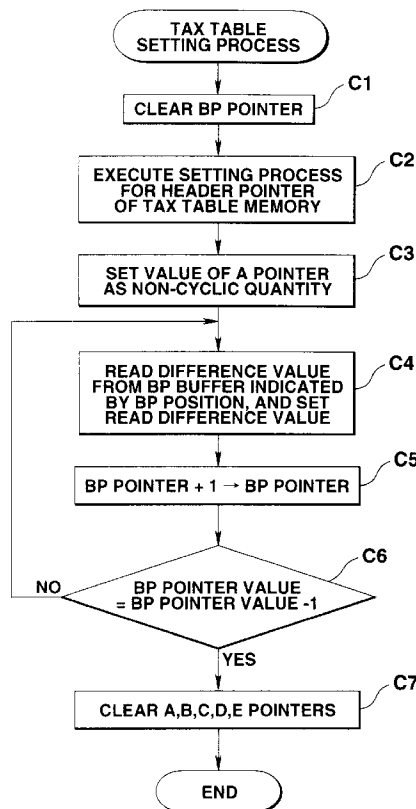 TAX TABLE
SETTING PROCESS
C1
CLEAR BP POINTER
C2
EXECUTE SETTING PROCESS
FOR HEADER POINTER
OF TAX TABLE MEMORY
C3
SET VALUE OF A POINTER
AS NON-CYCLIC QUANTITY
C4
READ DIFFERENCE VALUE
FROM BP BUFFER INDICATED
BY BP POSITION, AND SET
READ DIFFERENCE VALUE
C5
BP POINTER + 1 → BP POINTER
C6
NO
BP POINTER VALUE
= BP POINTER VALUE -1
YES
C7
CLEAR A,B,C,D,E POINTERS
END